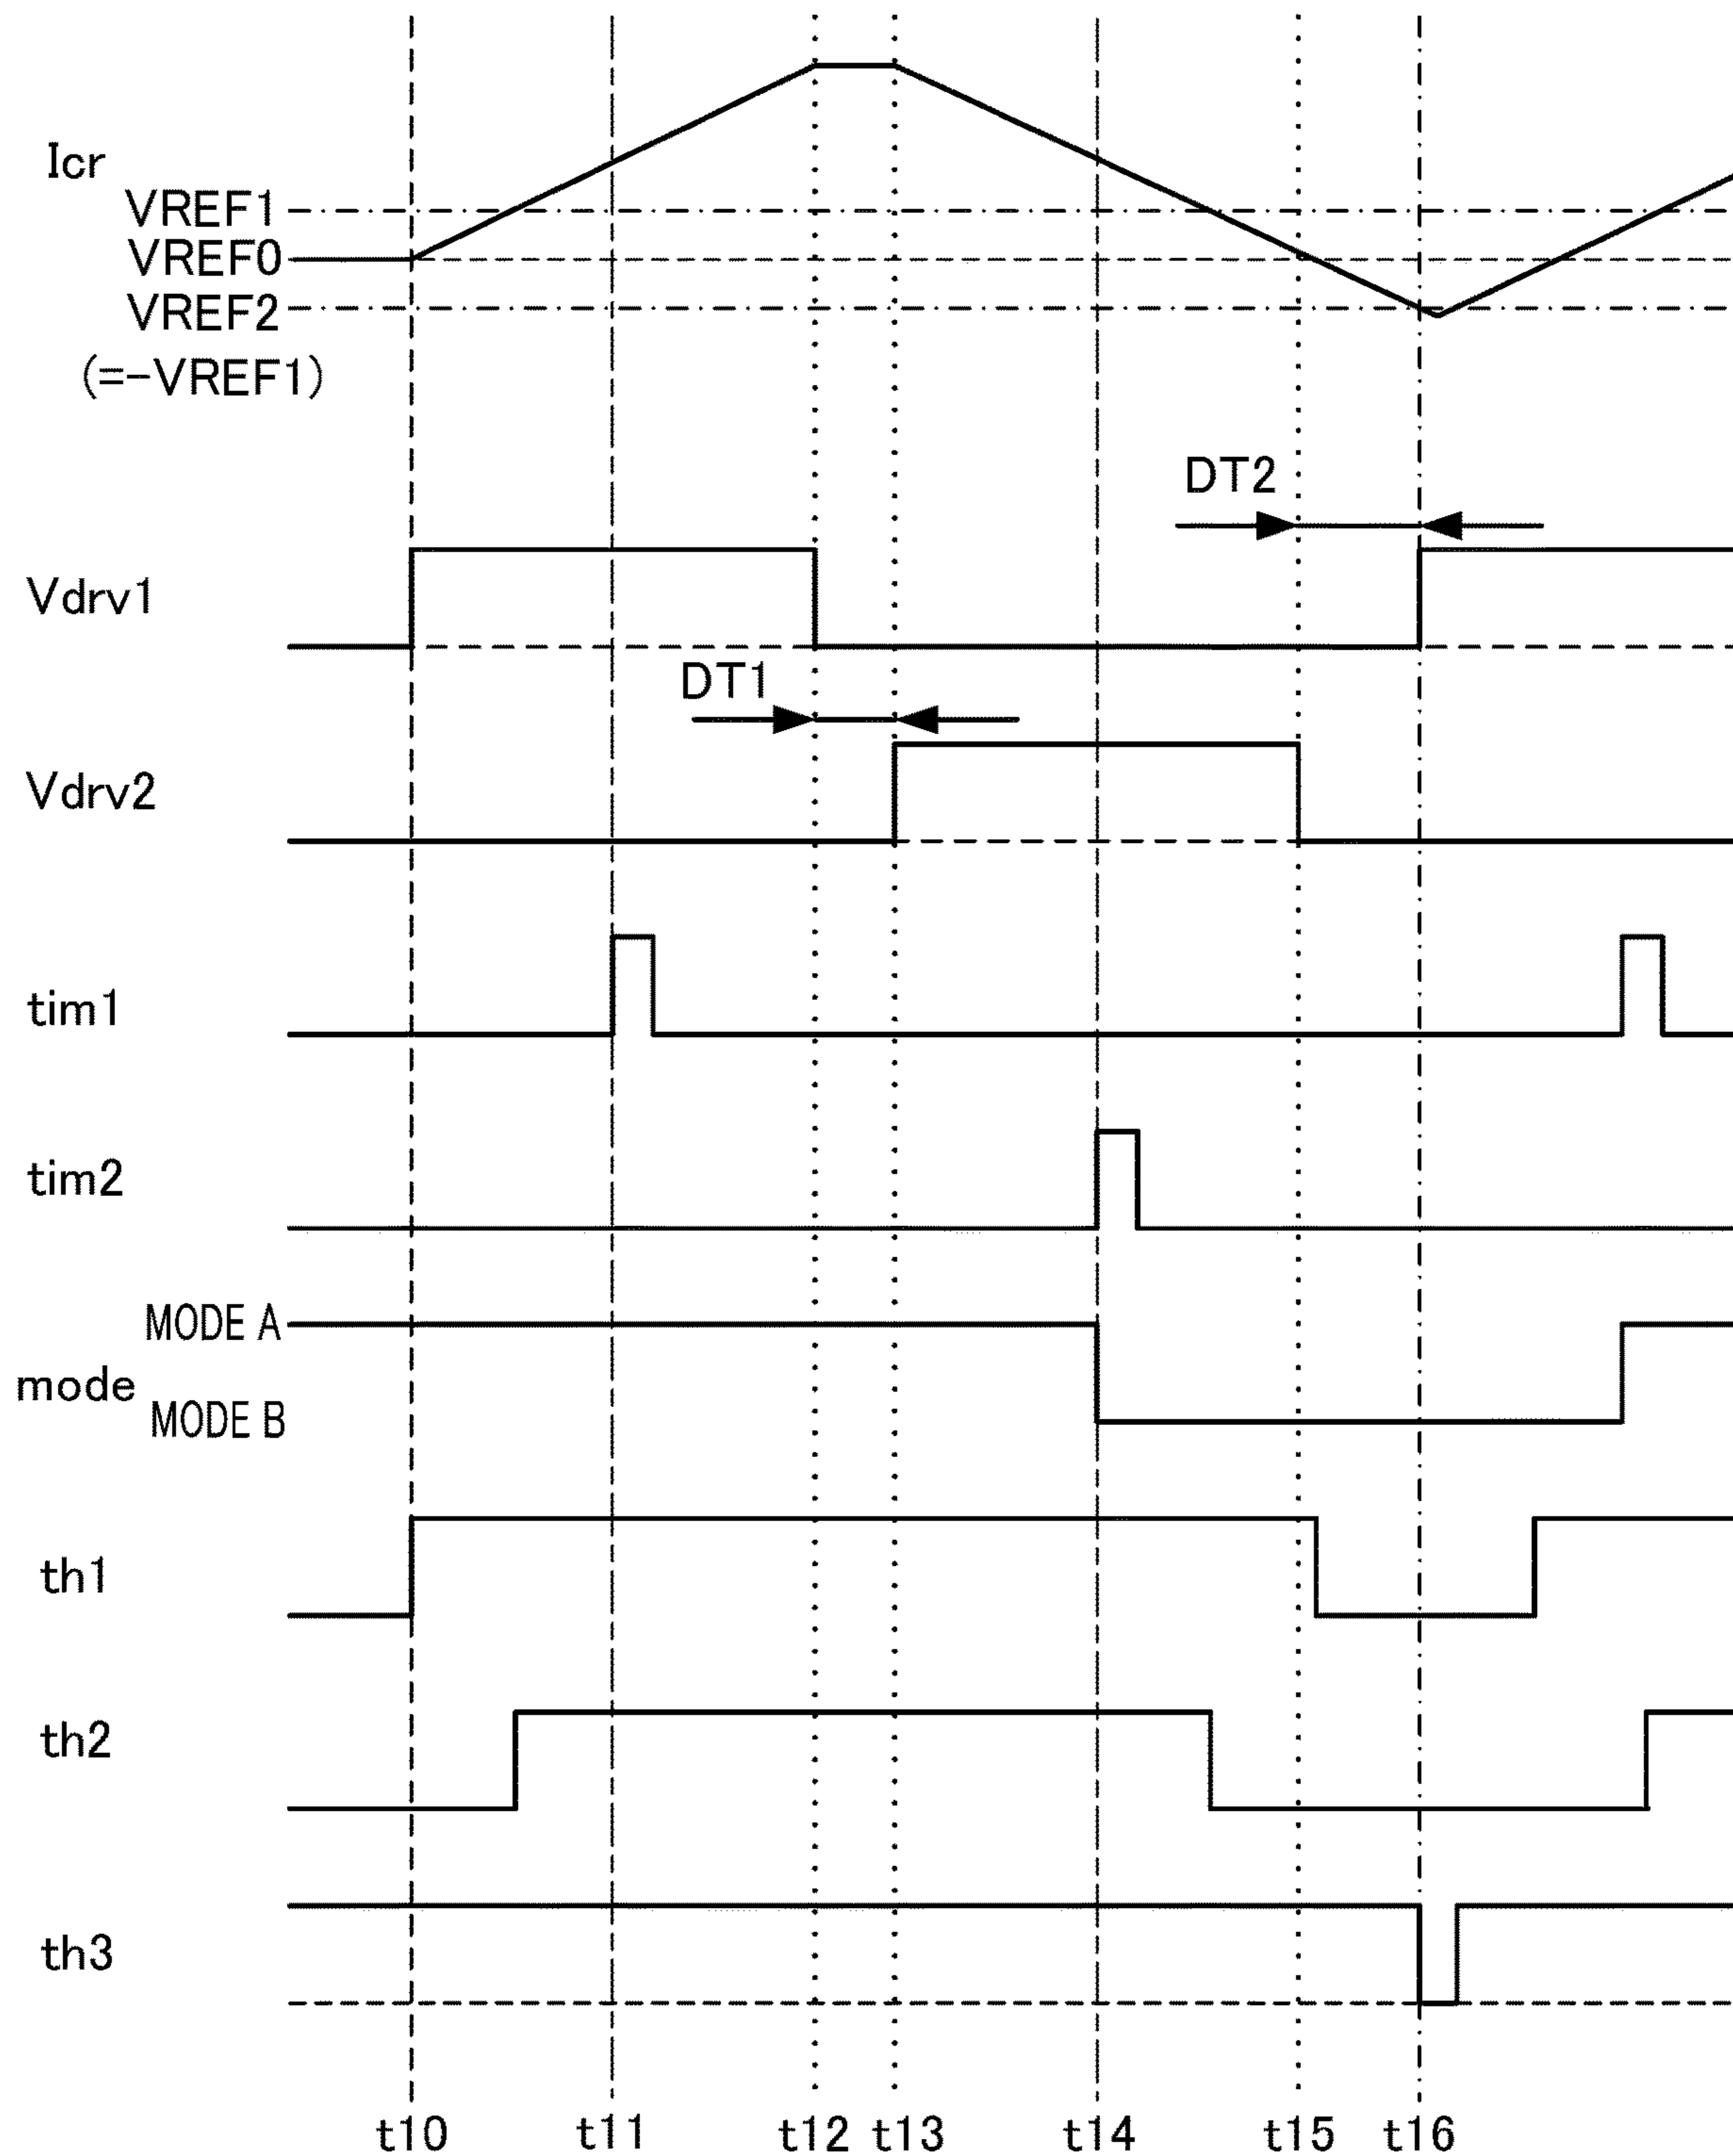 Icr
VREF1
VREF0
VREF2
(=-VREF1)
DT2
Vdrv1
DT1
Vdrv2
tim1
tim2
MODE A
mode
MODE B
th1
th2
th3
t10 t11 t12 t13 t14 t15 t16